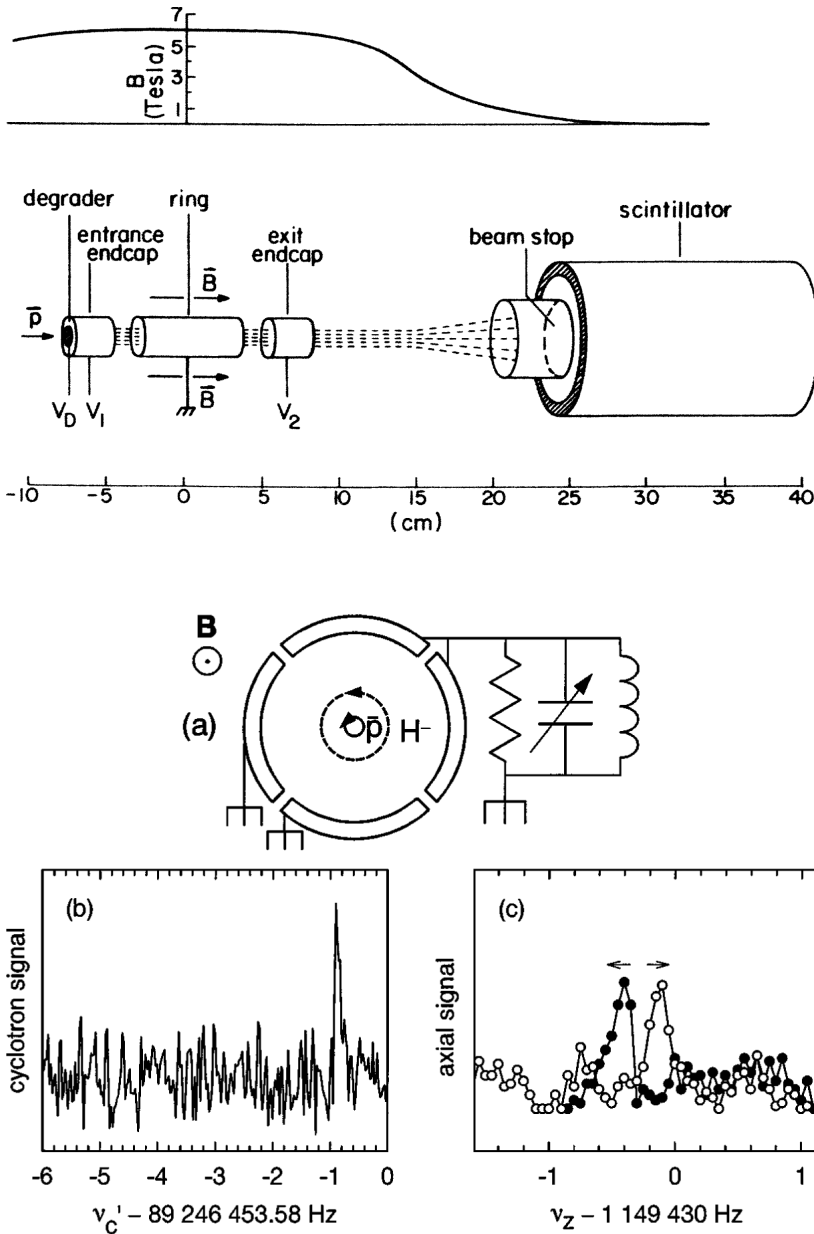 7
5
3
1
B
(Tesla)
degrader
ring
scintillator
entrance
endcap
exit
endcap
beam stop
B̅
p̅
B̅
V_D V_1
V_2
-10 -5 0 5 10 15 20 25 30 35 40
(cm)
B
(a)
p̅ H⁻
(b)
cyclotron signal
-6 -5 -4 -3 -2 -1 0
ν_c' – 89 246 453.58 Hz
(c)
axial signal
-1 0 1
ν_z – 1 149 430 Hz